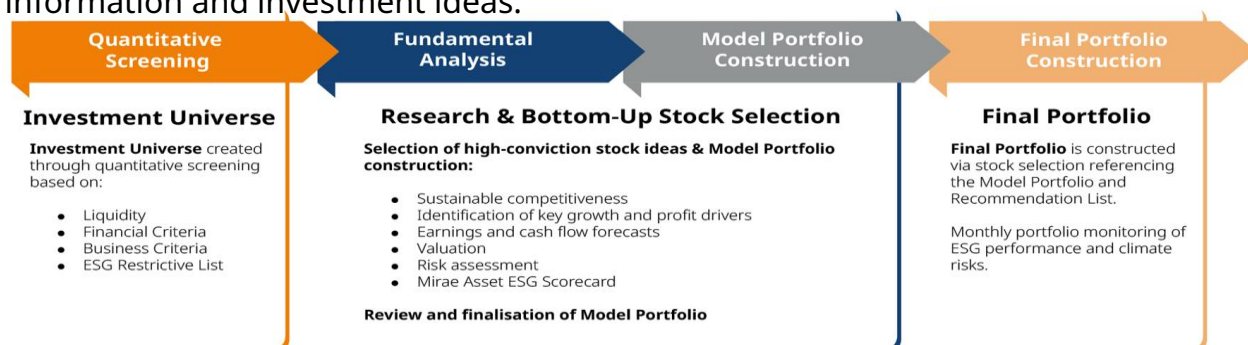 information and investment ideas.
Quantitative
Screening
Fundamental
Analysis
Model Portfolio
Construction
Final Portfolio
Construction
Investment Universe
Investment Universe created
through quantitative screening
based on:
● Liquidity
● Financial Criteria
● Business Criteria
● ESG Restrictive List
Research & Bottom-Up Stock Selection
Selection of high-conviction stock ideas & Model Portfolio
construction:
● Sustainable competitiveness
● Identification of key growth and profit drivers
● Earnings and cash flow forecasts
● Valuation
● Risk assessment
● Mirae Asset ESG Scorecard
Review and finalisation of Model Portfolio
Final Portfolio
Final Portfolio is constructed
via stock selection referencing
the Model Portfolio and
Recommendation List.
Monthly portfolio monitoring of
ESG performance and climate
risks.